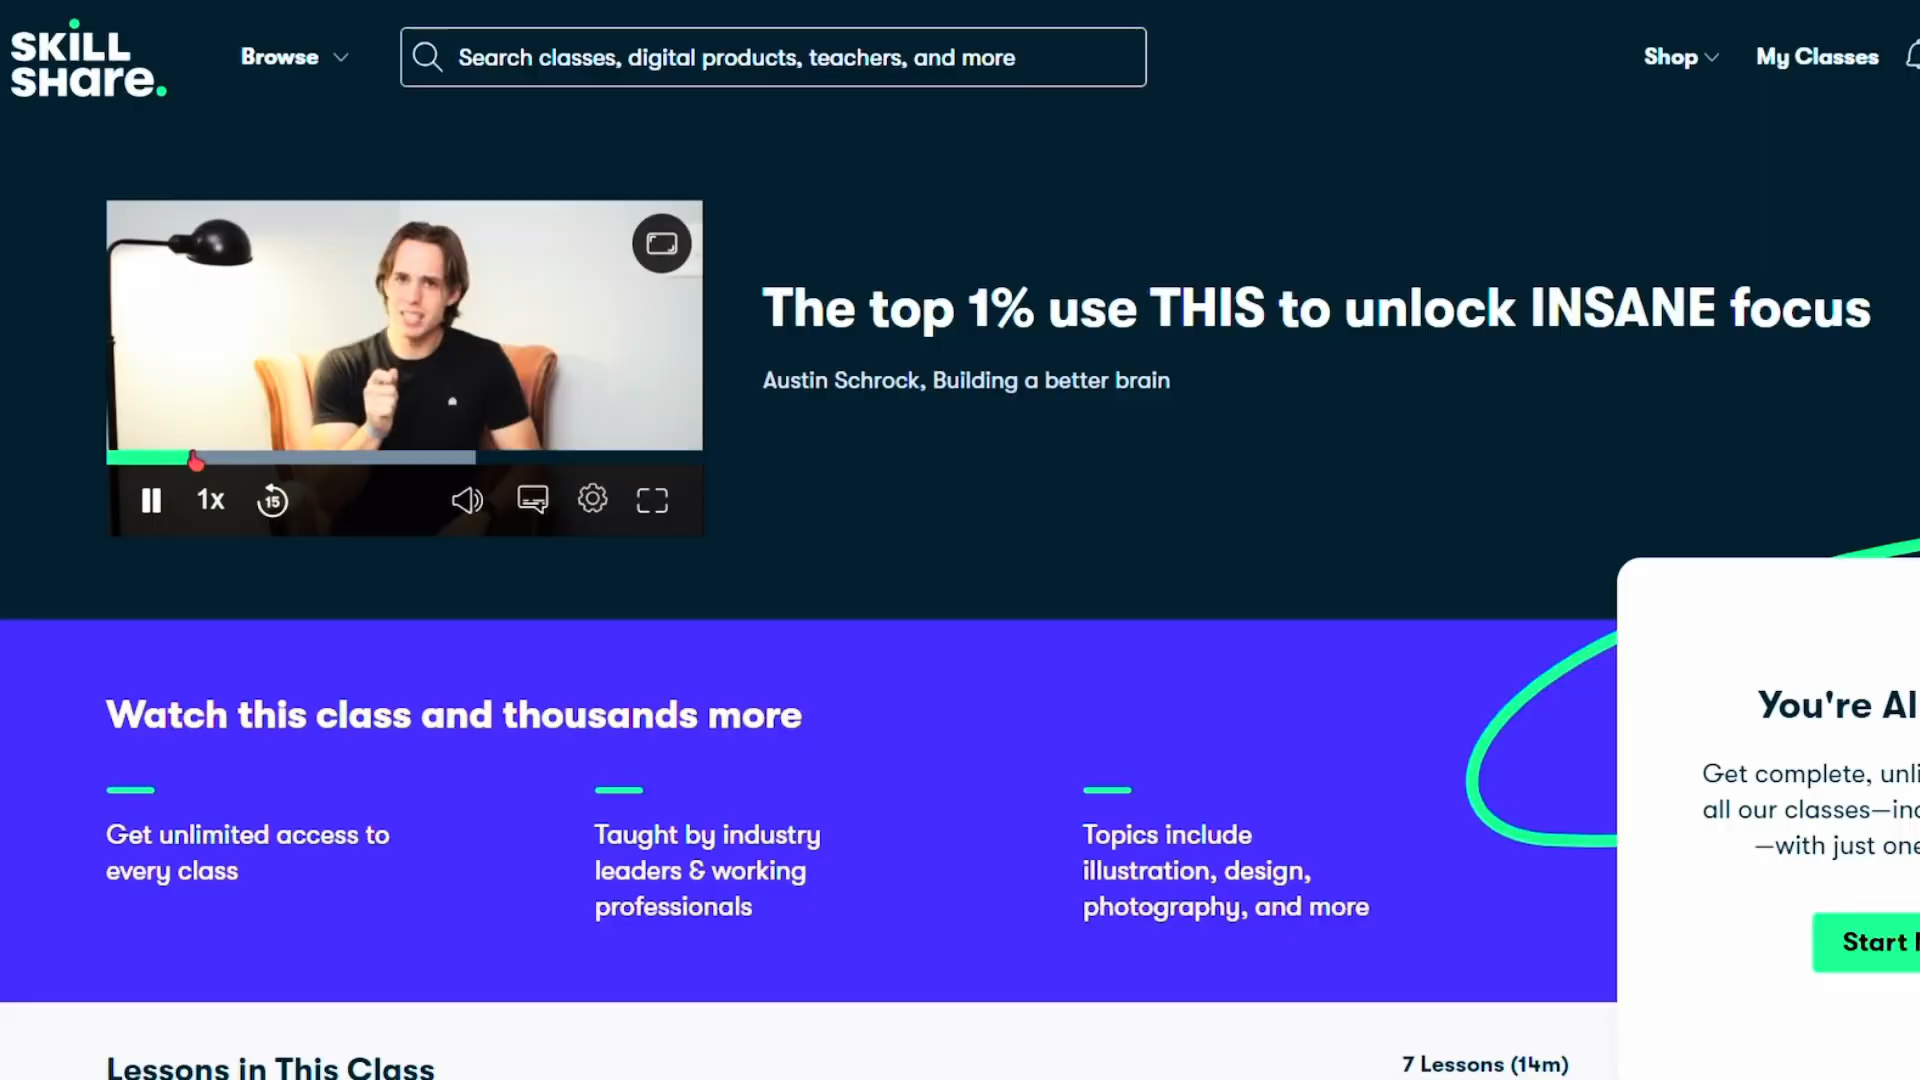 SKILL
SHare.
Browse
Search classes, digital products, teachers, and more
Shop
My Classes
The top 1% use THIS to unlock INSANE focus
Austin Schrock, Building a better brain
1x
15
Watch this class and thousands more
Get unlimited access to
every class
Taught by industry
leaders & working
professionals
Topics include
illustration, design,
photography, and more
You're Al
Get complete, unli
all our classes—inc
—with just one
Start
Lessons in This Class
7 Lessons (14m)